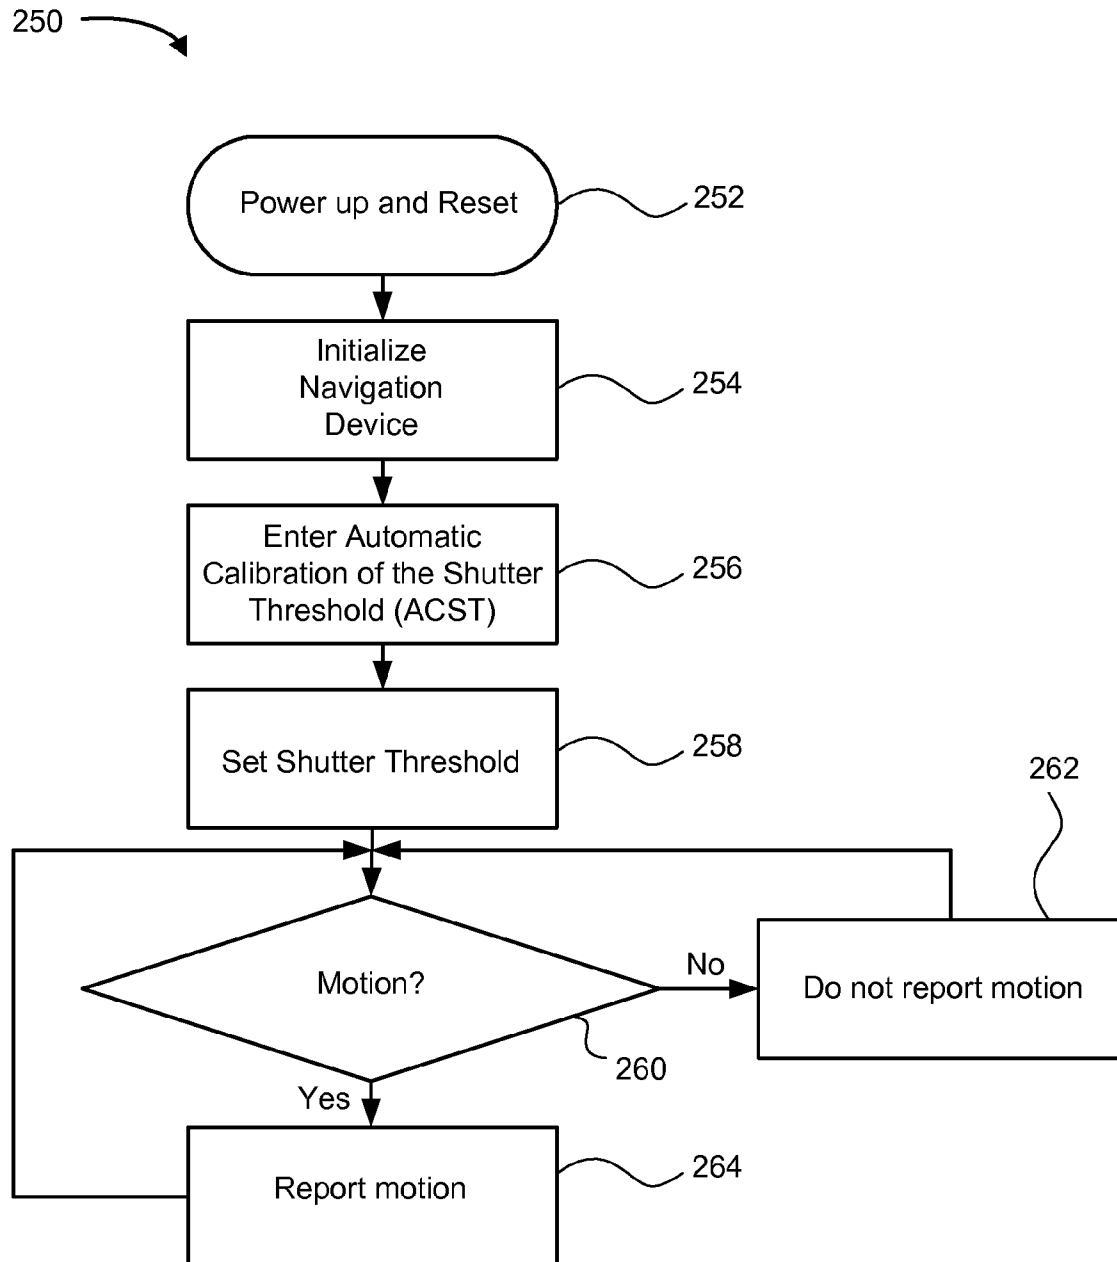 250
Power up and Reset
252
Initialize
Navigation
Device
254
Enter Automatic
Calibration of the Shutter
Threshold (ACST)
256
Set Shutter Threshold
258
262
Motion?
No
Do not report motion
260
Yes
Report motion
264